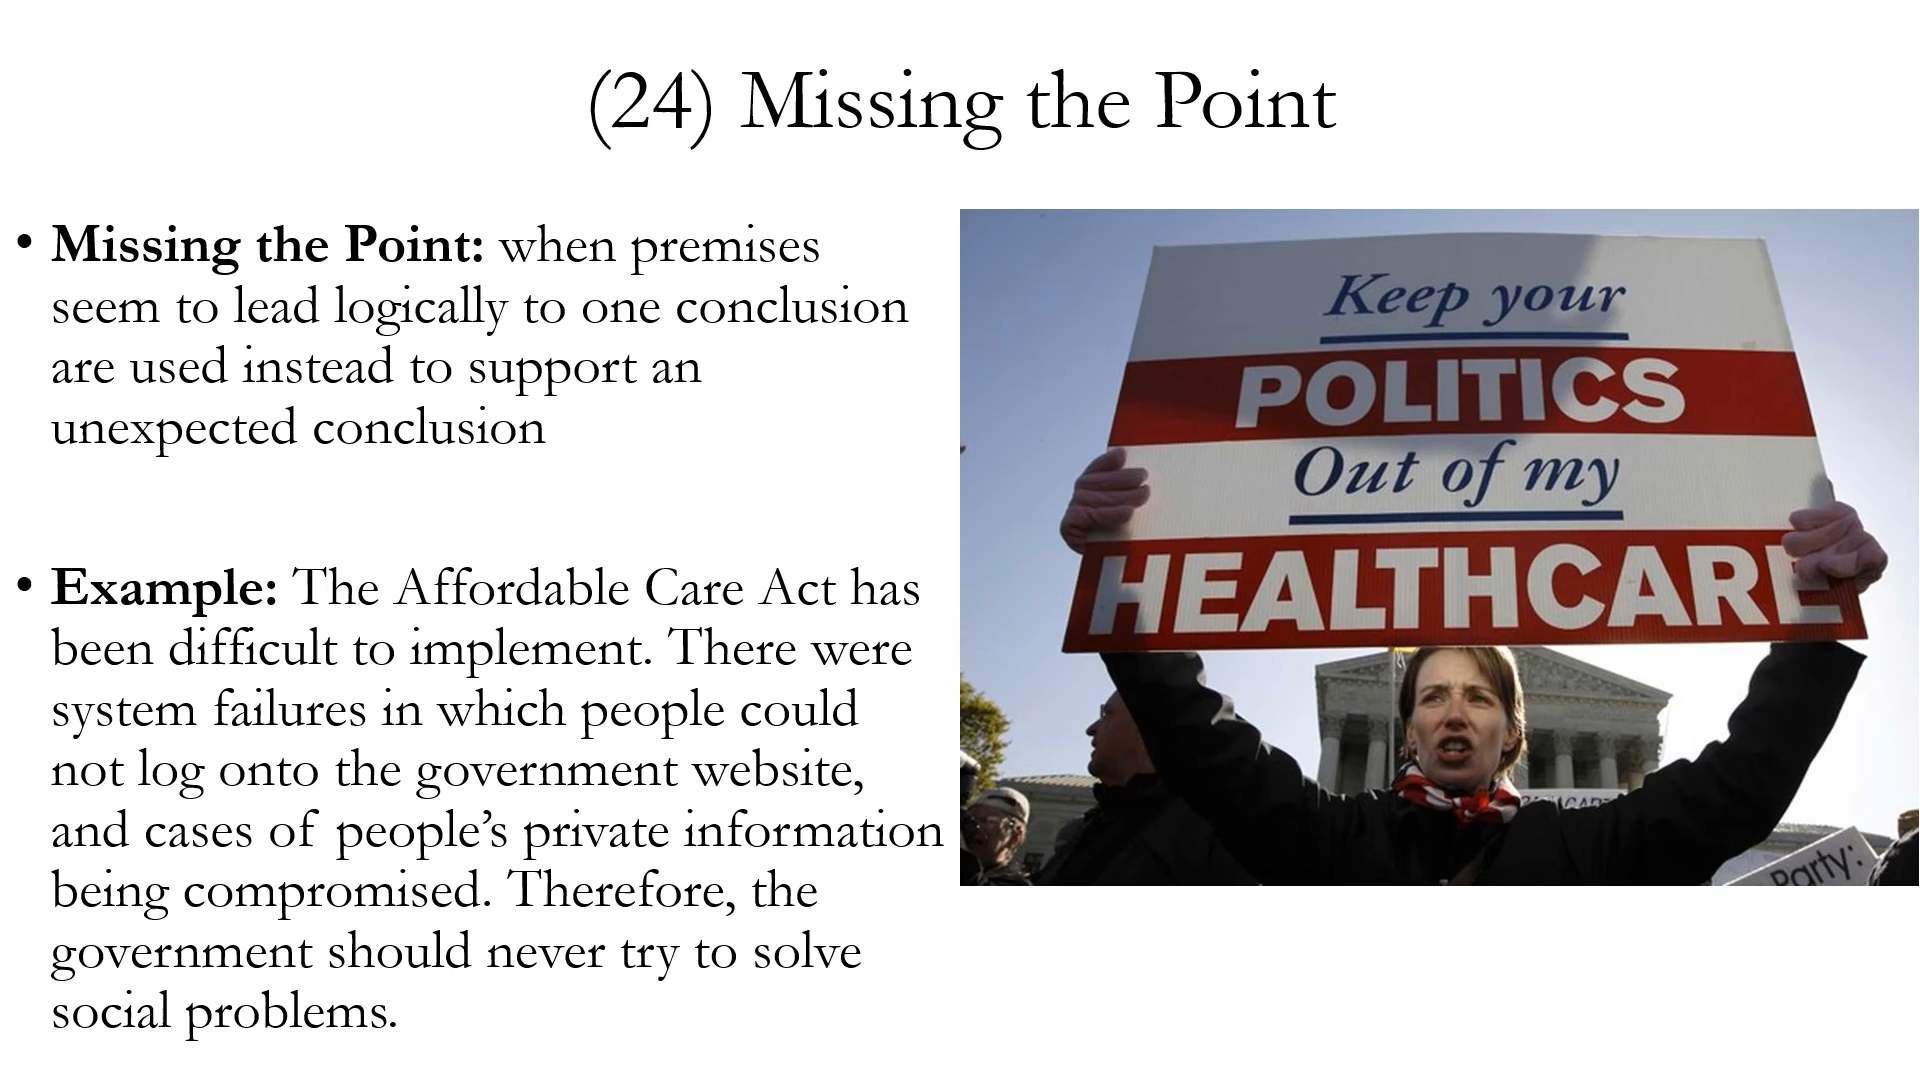 (24) Missing the Point
• Missing the Point: when premises
seem to lead logically to one conclusion
are used instead to support an
unexpected conclusion
• Example: The Affordable Care Act has
been difficult to implement. There were
system failures in which people could
not log onto the government website,
and cases of people’s private information
being compromised. Therefore, the
government should never try to solve
social problems.
Keep your
POLITICS
Out of my
HEALTHCARE
Party: